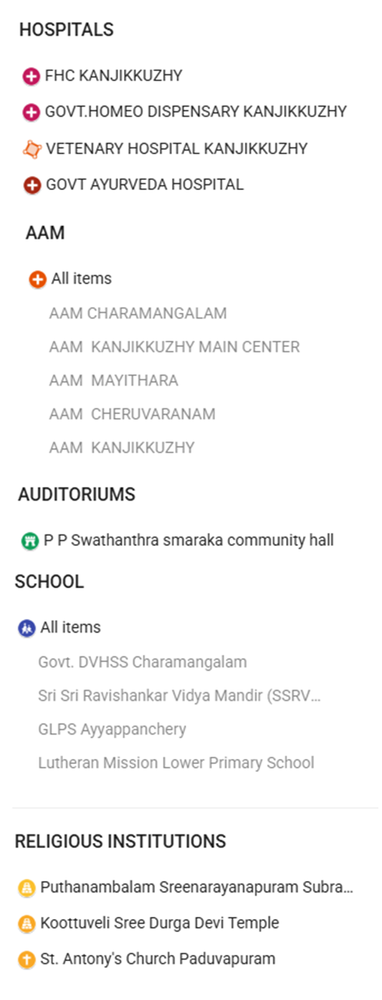 HOSPITALS
FHC KANJIKKUZHY
GOVT.HOMEO DISPENSARY KANJIKKUZHY
VETENARY HOSPITAL KANJIKKUZHY
GOVT AYURVEDA HOSPITAL
AAM
All items
AAM CHARAMANGALAM
AAM  KANJIKKUZHY MAIN CENTER
AAM  MAYITHARA
AAM  CHERUVARANAM
AAM  KANJIKKUZHY
AUDITORIUMS
P P Swathanthra smaraka community hall
SCHOOL
All items
Govt. DVHSS Charamangalam
Sri Sri Ravishankar Vidya Mandir (SSRV...
GLPS Ayyappanchery
Lutheran Mission Lower Primary School
RELIGIOUS INSTITUTIONS
Puthanambalam Sreenarayanapuram Subra...
Koottuveli Sree Durga Devi Temple
St. Antony's Church Paduvapuram